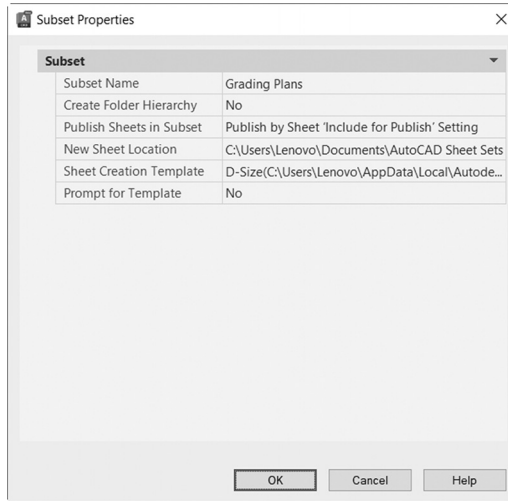 Subset Properties
Subset
Subset Name Grading Plans
Create Folder Hierarchy No
Publish Sheets in Subset Publish by Sheet 'Include for Publish' Setting
New Sheet Location C:\Users\Lenovo\Documents\AutoCAD Sheet Sets
Sheet Creation Template D-Size(C:\Users\Lenovo\AppData\Local\Autode...
Prompt for Template No
OK Cancel Help